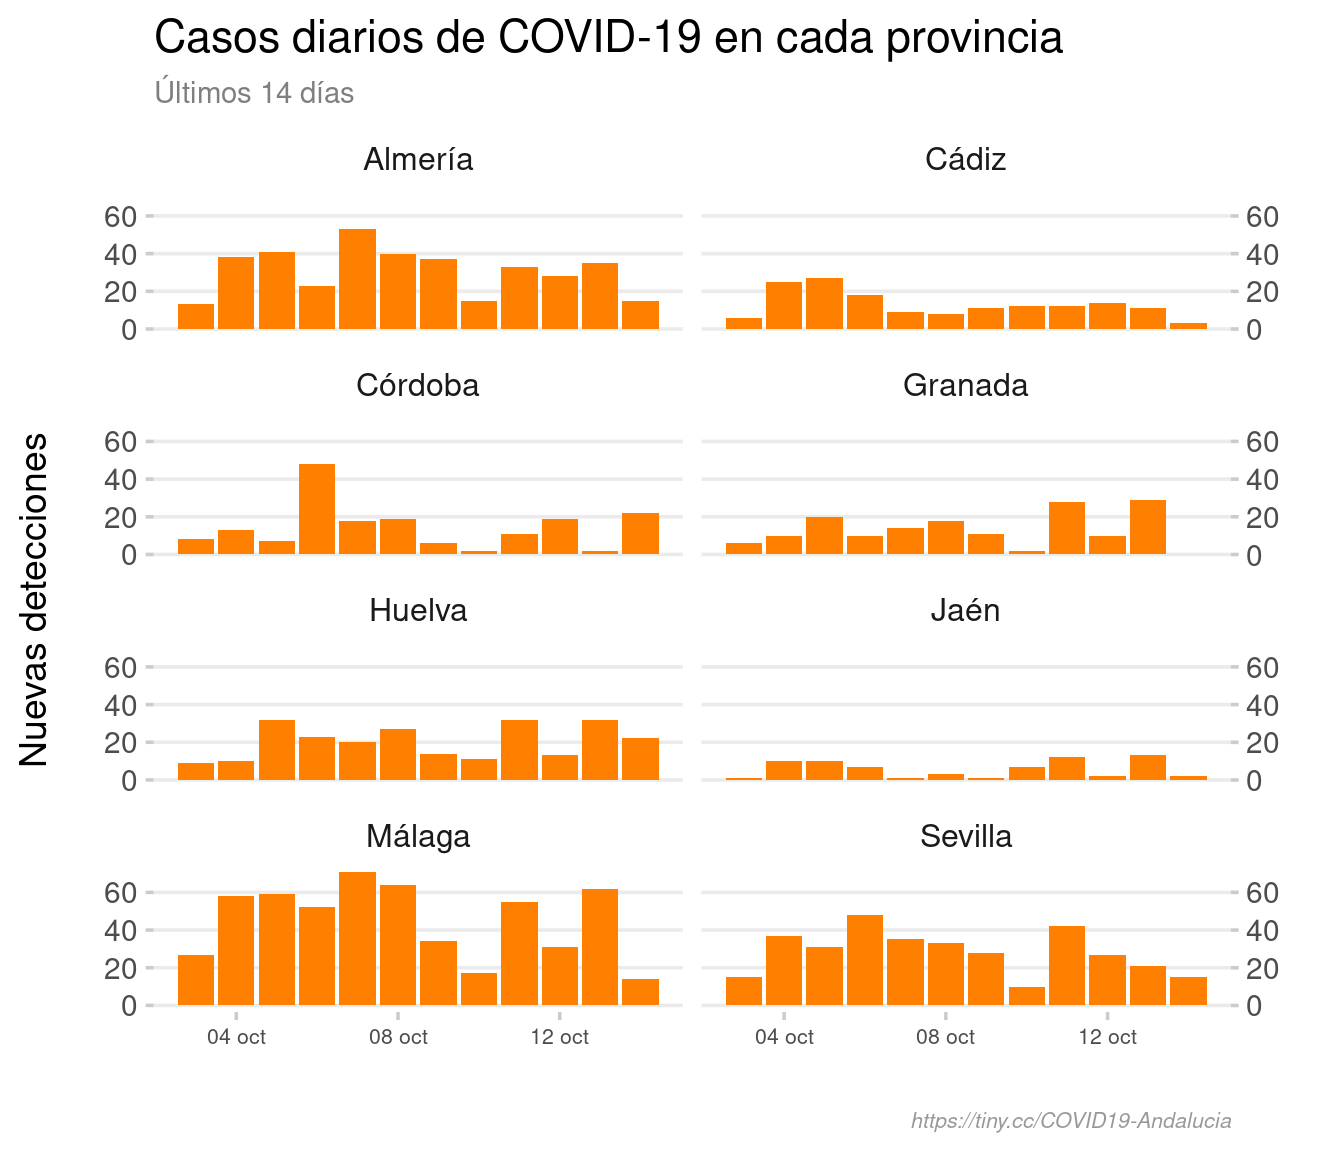 Casos diarios de COVID-19 en cada provincia
Últimos 14 días
Almería
Cádiz
60
40
20
0
60
40
20
0
Córdoba
Granada
60
40
20
0
60
40
20
0
Nuevas detecciones
Huelva
Jaén
60
40
20
0
60
40
20
0
Málaga
Sevilla
60
40
20
0
60
40
20
0
04 oct 08 oct 12 oct
04 oct 08 oct 12 oct
https://tiny.cc/COVID19-Andalucia